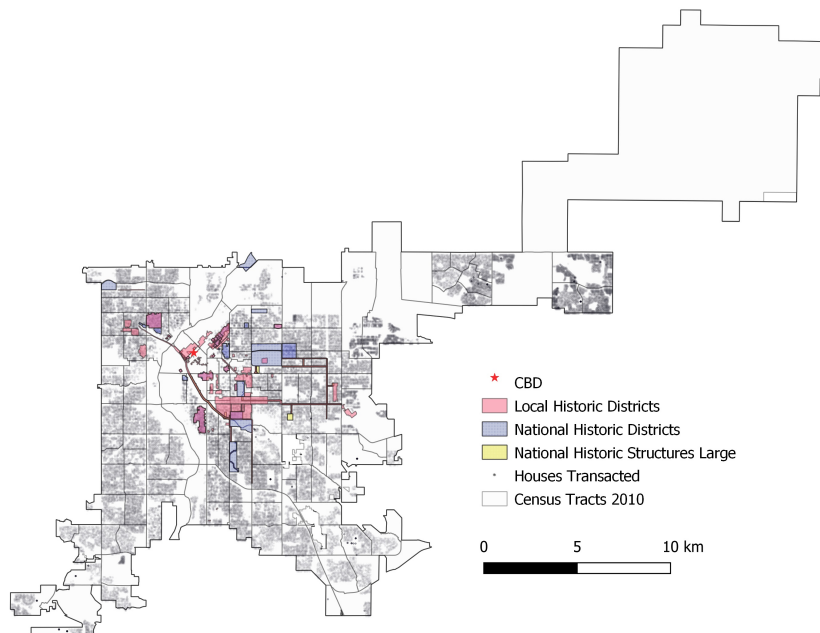 CBD
Local Historic Districts
National Historic Districts
National Historic Structures Large
Houses Transacted
Census Tracts 2010
0 5 10 km